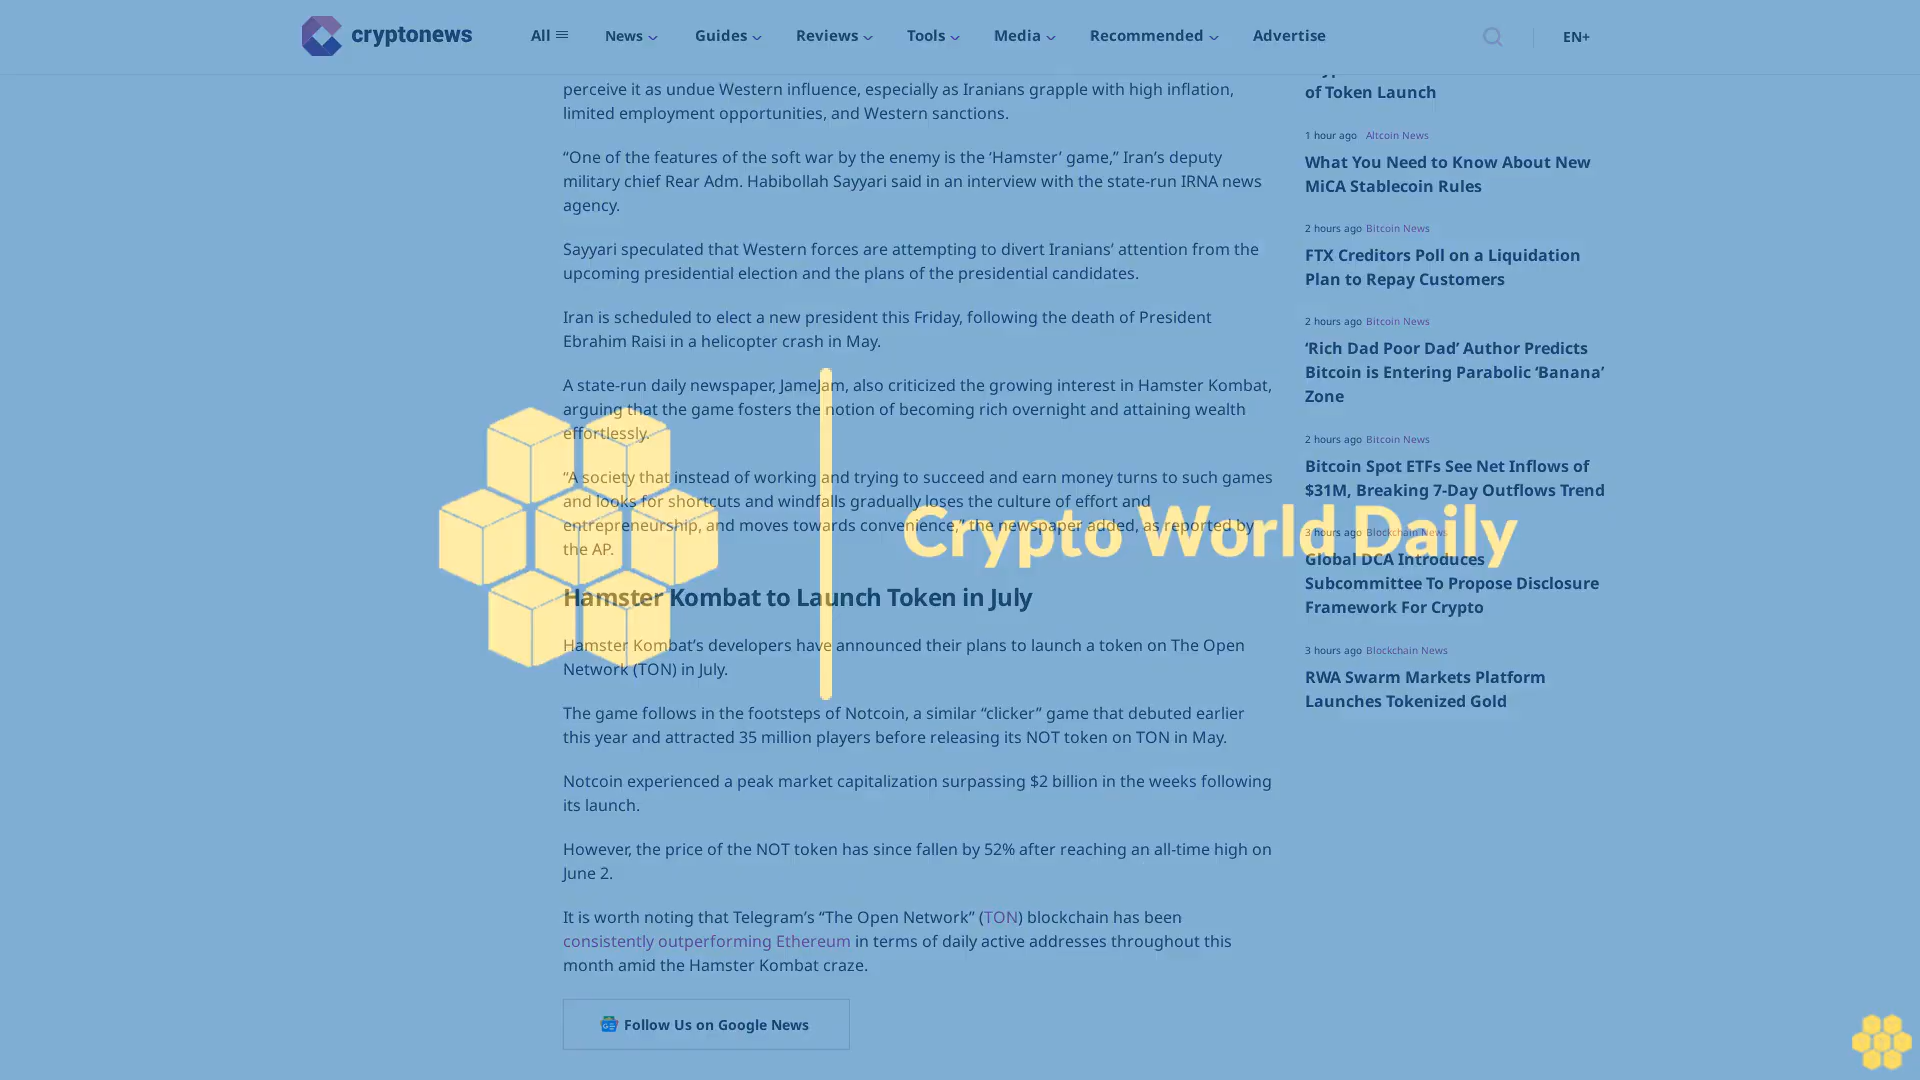 cryptonews
All
News
Guides
Reviews
Tools
Media
Recommended
Advertise
EN+
perceive it as undue Western influence, especially as Iranians grapple with high inflation,
limited employment opportunities, and Western sanctions.
“One of the features of the soft war by the enemy is the ‘Hamster’ game,” Iran’s deputy
military chief Rear Adm. Habibollah Sayyari said in an interview with the state-run IRNA news
agency.
Sayyari speculated that Western forces are attempting to divert Iranians’ attention from the
upcoming presidential election and the plans of the presidential candidates.
Iran is scheduled to elect a new president this Friday, following the death of President
Ebrahim Raisi in a helicopter crash in May.
A state-run daily newspaper, JameJam, also criticized the growing interest in Hamster Kombat,
arguing that the game fosters the notion of becoming rich overnight and attaining wealth
effortlessly.
“A society that instead of working and trying to succeed and earn money turns to such games
and looks for shortcuts and windfalls gradually loses the culture of effort and
entrepreneurship, and moves towards convenience,” the newspaper added, as reported by
the AP.
Hamster Kombat to Launch Token in July
Hamster Kombat’s developers have announced their plans to launch a token on The Open
Network (TON) in July.
The game follows in the footsteps of Notcoin, a similar “clicker” game that debuted earlier
this year and attracted 35 million players before releasing its NOT token on TON in May.
Notcoin experienced a peak market capitalization surpassing $2 billion in the weeks following
its launch.
However, the price of the NOT token has since fallen by 52% after reaching an all-time high on
June 2.
It is worth noting that Telegram’s “The Open Network” (TON) blockchain has been
consistently outperforming Ethereum in terms of daily active addresses throughout this
month amid the Hamster Kombat craze.
Follow Us on Google News
of Token Launch
1 hour ago Altcoin News
What You Need to Know About New
MiCA Stablecoin Rules
2 hours ago Bitcoin News
FTX Creditors Poll on a Liquidation
Plan to Repay Customers
2 hours ago Bitcoin News
‘Rich Dad Poor Dad’ Author Predicts
Bitcoin is Entering Parabolic ‘Banana’
Zone
2 hours ago Bitcoin News
Bitcoin Spot ETFs See Net Inflows of
$31M, Breaking 7-Day Outflows Trend
3 hours ago Blockchain News
Global DCA Introduces
Subcommittee To Propose Disclosure
Framework For Crypto
3 hours ago Blockchain News
RWA Swarm Markets Platform
Launches Tokenized Gold
Crypto World Daily